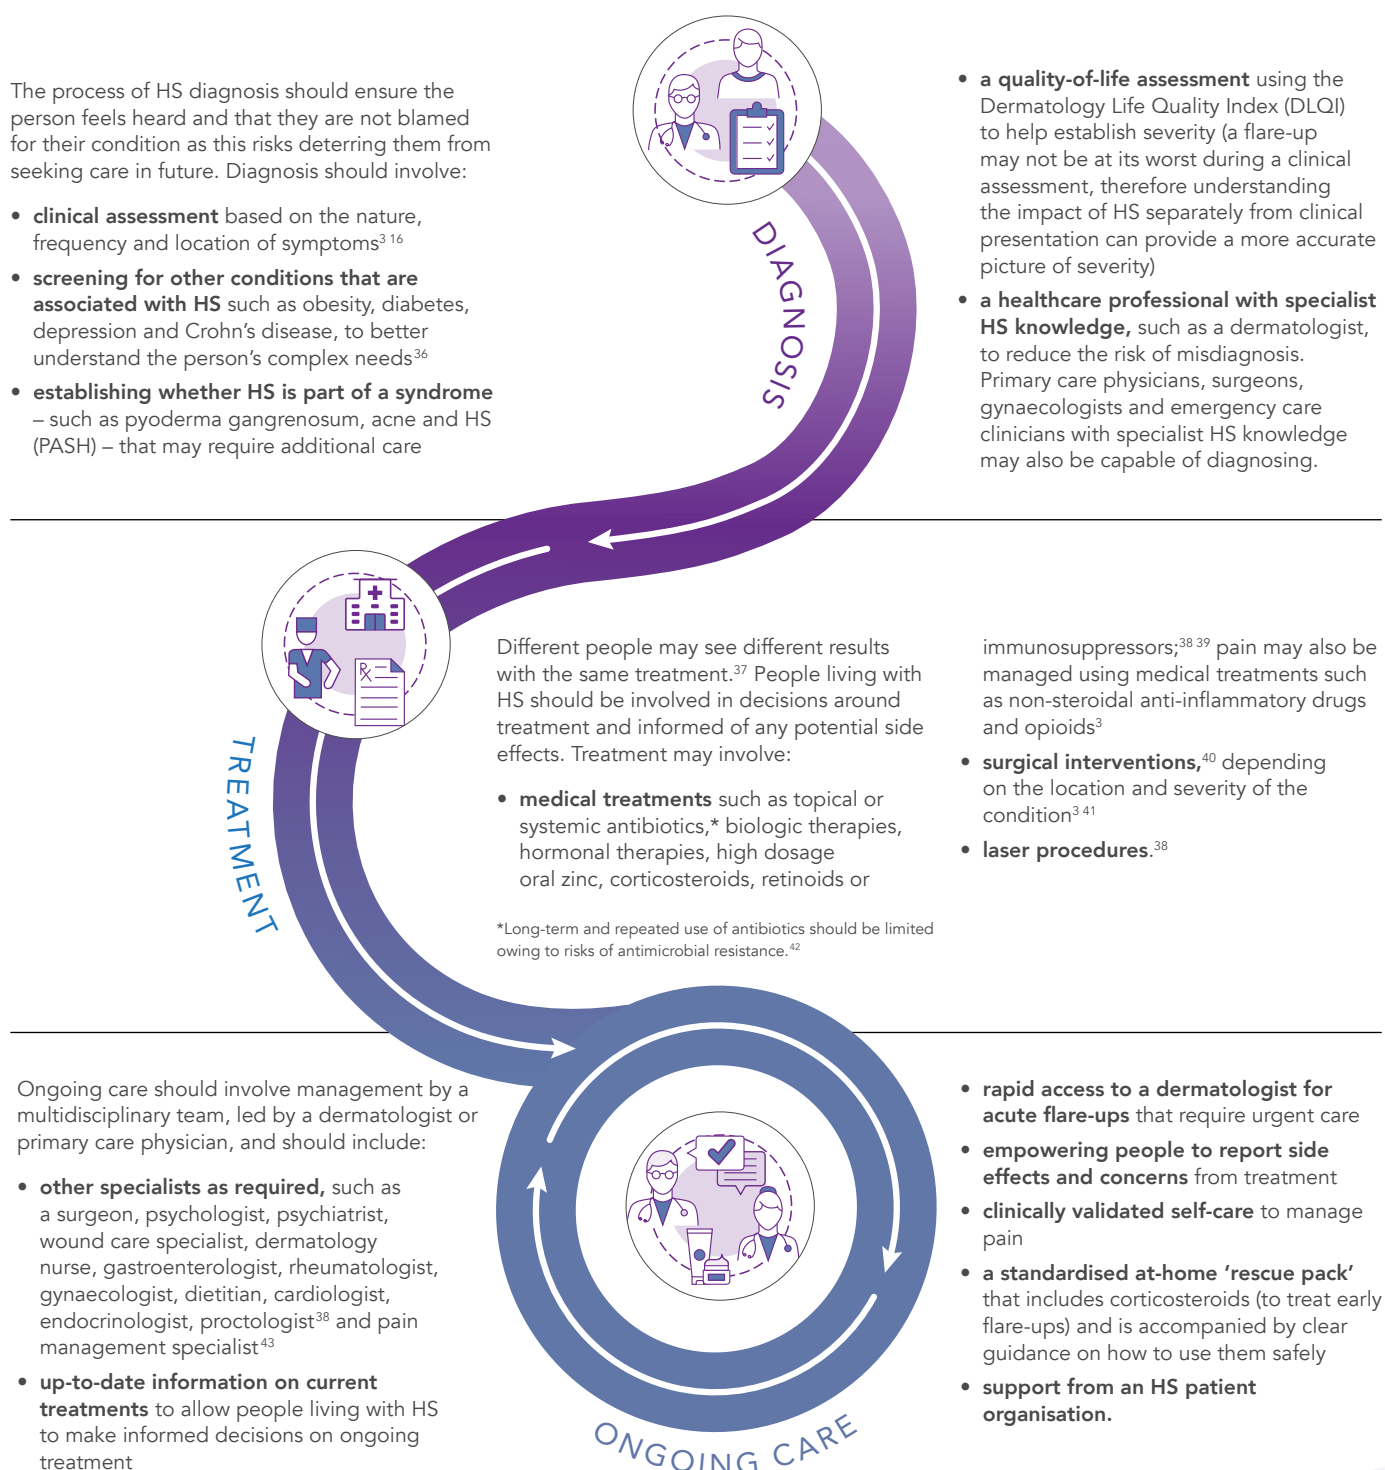 The process of HS diagnosis should ensure the
person feels heard and that they are not blamed
for their condition as this risks deterring them from
seeking care in future. Diagnosis should involve:
• clinical assessment based on the nature,
frequency and location of symptoms3 16
• screening for other conditions that are
associated with HS such as obesity, diabetes,
depression and Crohn’s disease, to better
understand the person’s complex needs36
• establishing whether HS is part of a syndrome
– such as pyoderma gangrenosum, acne and HS
(PASH) – that may require additional care
DIAGNOSIS
• a quality-of-life assessment using the
Dermatology Life Quality Index (DLQI)
to help establish severity (a flare-up
may not be at its worst during a clinical
assessment, therefore understanding
the impact of HS separately from clinical
presentation can provide a more accurate
picture of severity)
• a healthcare professional with specialist
HS knowledge, such as a dermatologist,
to reduce the risk of misdiagnosis.
Primary care physicians, surgeons,
gynaecologists and emergency care
clinicians with specialist HS knowledge
may also be capable of diagnosing.
Rx
TREATMENT
Different people may see different results
with the same treatment.37 People living with
HS should be involved in decisions around
treatment and informed of any potential side
effects. Treatment may involve:
• medical treatments such as topical or
systemic antibiotics,* biologic therapies,
hormonal therapies, high dosage
oral zinc, corticosteroids, retinoids or
immunosuppressors;38 39 pain may also be
managed using medical treatments such
as non-steroidal anti-inflammatory drugs
and opioids3
• surgical interventions,40 depending
on the location and severity of the
condition3 41
• laser procedures.38
*Long-term and repeated use of antibiotics should be limited
owing to risks of antimicrobial resistance.42
Ongoing care should involve management by a
multidisciplinary team, led by a dermatologist or
primary care physician, and should include:
• other specialists as required, such as
a surgeon, psychologist, psychiatrist,
wound care specialist, dermatology
nurse, gastroenterologist, rheumatologist,
gynaecologist, dietitian, cardiologist,
endocrinologist, proctologist38 and pain
management specialist43
• up-to-date information on current
treatments to allow people living with HS
to make informed decisions on ongoing
treatment
ONGOING CARE
• rapid access to a dermatologist for
acute flare-ups that require urgent care
• empowering people to report side
effects and concerns from treatment
• clinically validated self-care to manage
pain
• a standardised at-home ‘rescue pack’
that includes corticosteroids (to treat early
flare-ups) and is accompanied by clear
guidance on how to use them safely
• support from an HS patient
organisation.